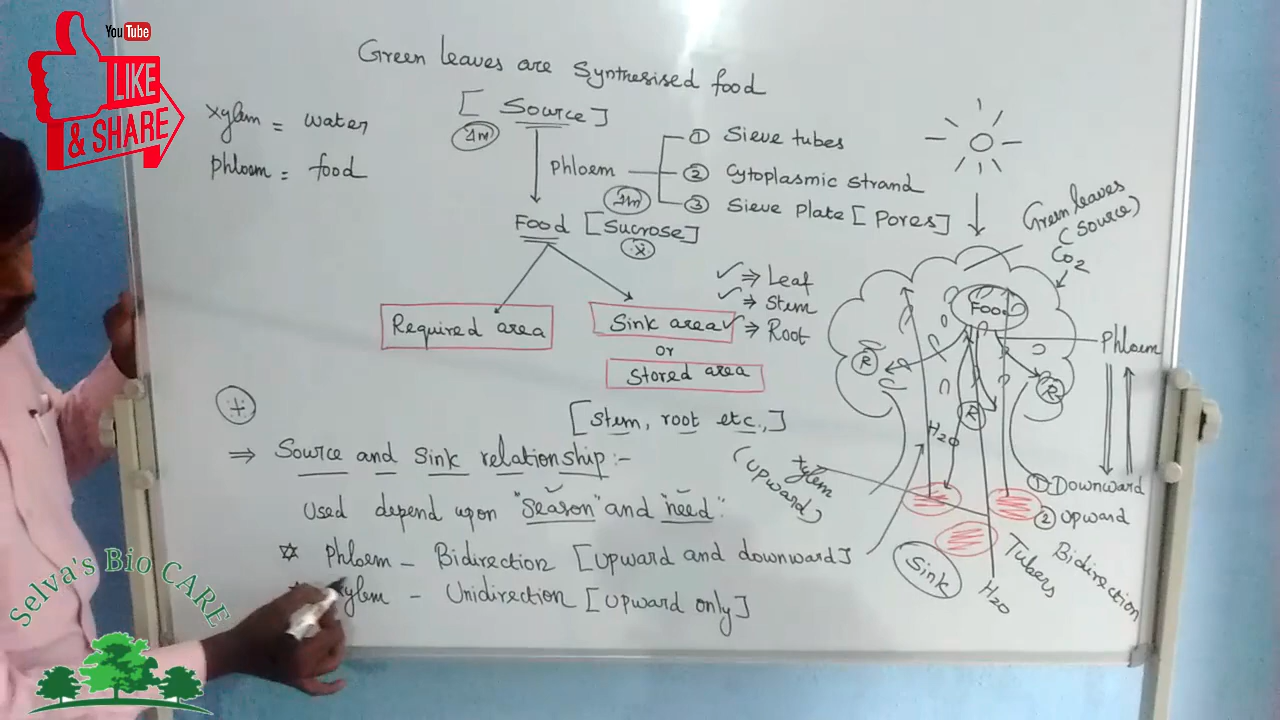 YouTube
LIKE
& SHARE
Green leaves are Synthesised food
[ Source ]
xylem = water
Phloem = food
Phloem
① Sieve tubes
② Cytoplasmic strand
③ Sieve Plate [Pores]
Food [Sucrose]
Required area
Sink area
or
Stored area
⇒ Leaf
⇒ Stem
⇒ Root
[stem, root etc.,]
+
⇒ Source and Sink relationship:-
used depend upon "season" and "need".
☆ Phloem - Bidirection [upward and downward]
☆ xylem - Unidirection [upward only]
Green leaves
(source)
CO2
Food
Phloem
R
R
R
H2O
xylem
(upward)
① Downward
② upward
Bidirection
Sink
Tubers
H2O
Selva's Bio CARE